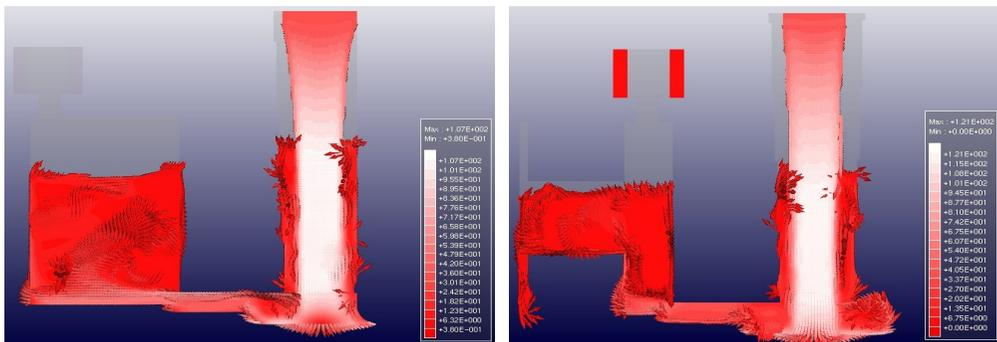 Max : +1.07E+002
Min : +3.80E-001
+1.07E+002
+1.01E+002
+9.55E+001
+8.95E+001
+8.36E+001
+7.76E+001
+7.17E+001
+6.58E+001
+5.98E+001
+5.39E+001
+4.79E+001
+4.20E+001
+3.60E+001
+3.01E+001
+2.42E+001
+1.82E+001
+1.23E+001
+6.32E+000
+3.80E-001
Max : +1.21E+002
Min : +0.00E+000
+1.21E+002
+1.15E+002
+1.08E+002
+1.01E+002
+9.45E+001
+8.77E+001
+8.10E+001
+7.42E+001
+6.75E+001
+6.07E+001
+5.40E+001
+4.72E+001
+4.05E+001
+3.37E+001
+2.70E+001
+2.02E+001
+1.35E+001
+6.75E+000
+0.00E+000